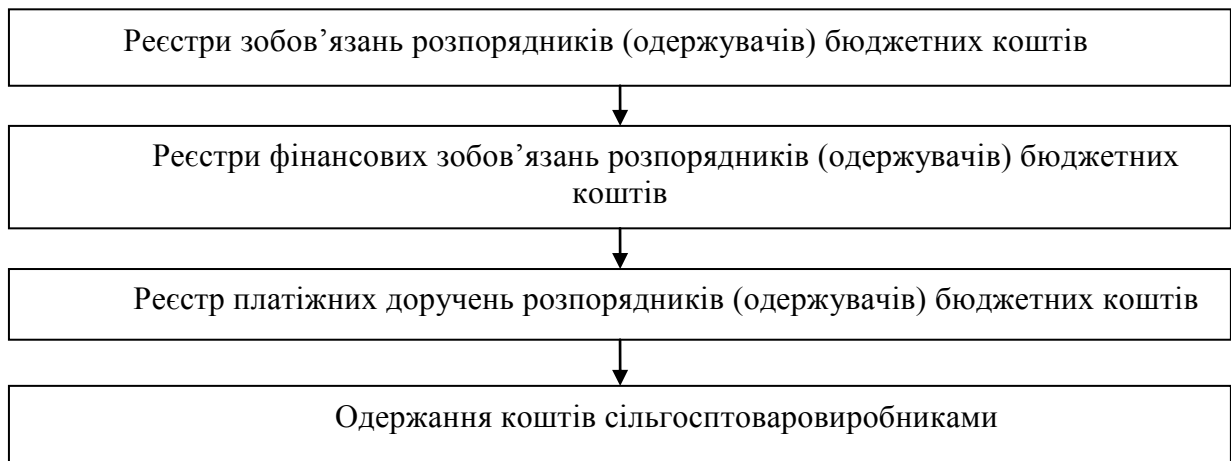 Реєстри зобов’язань розпорядників (одержувачів) бюджетних коштів
Реєстри фінансових зобов’язань розпорядників (одержувачів) бюджетних
коштів
Реєстр платіжних доручень розпорядників (одержувачів) бюджетних коштів
Одержання коштів сільгосптоваровиробниками